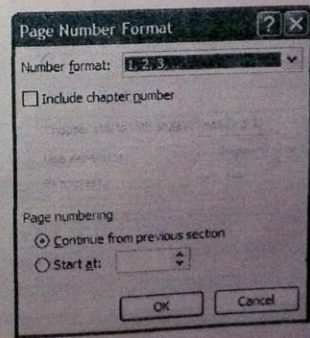 Page Number Format
Number format: 1, 2, 3, ...
Include chapter number
Page numbering
Continue from previous section
Start at:
OK Cancel